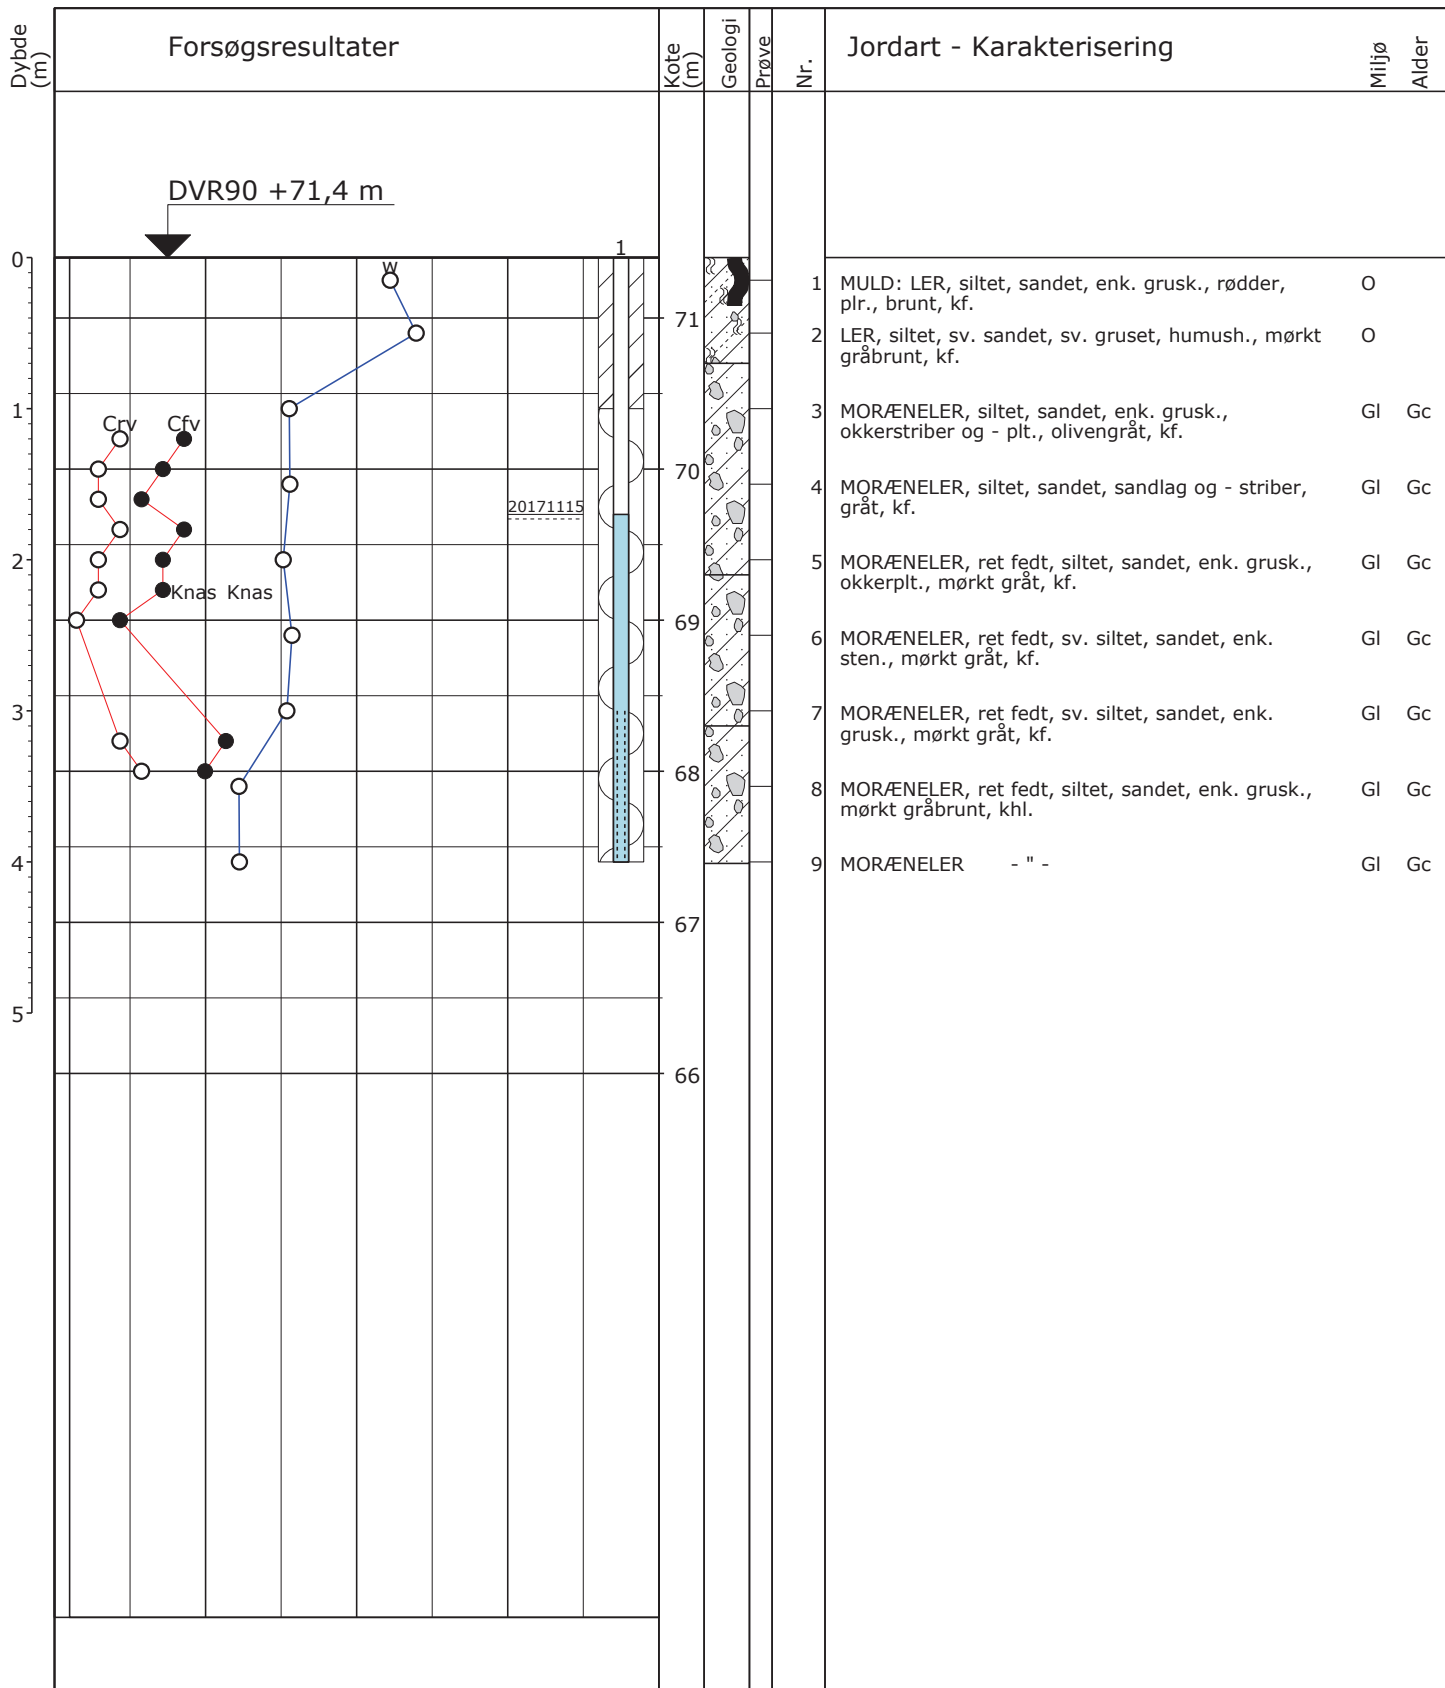 Dybde (m)
Forsøgsresultater
Kote (m)
Geologi
Prøve
Nr.
Jordart - Karakterisering
Miljø
Alder
DVR90 +71,4 m
1
0
w
1 MULD: LER, siltet, sandet, enk. grusk., rødder, O
plr., brunt, kf.
71
2 LER, siltet, sv. sandet, sv. gruset, humush., mørkt O
gråbrunt, kf.
1
Crv Cfv
3 MORÆNELER, siltet, sandet, enk. grusk., Gl Gc
okkerstriber og - plt., olivengråt, kf.
70
20171115
4 MORÆNELER, siltet, sandet, sandlag og - striber, Gl Gc
gråt, kf.
2
5 MORÆNELER, ret fedt, siltet, sandet, enk. grusk., Gl Gc
okkerplt., mørkt gråt, kf.
Knas Knas
69
6 MORÆNELER, ret fedt, sv. siltet, sandet, enk. Gl Gc
sten., mørkt gråt, kf.
3
7 MORÆNELER, ret fedt, sv. siltet, sandet, enk. Gl Gc
grusk., mørkt gråt, kf.
68
8 MORÆNELER, ret fedt, siltet, sandet, enk. grusk., Gl Gc
mørkt gråbrunt, khl.
4
9 MORÆNELER - " - Gl Gc
67
5
66